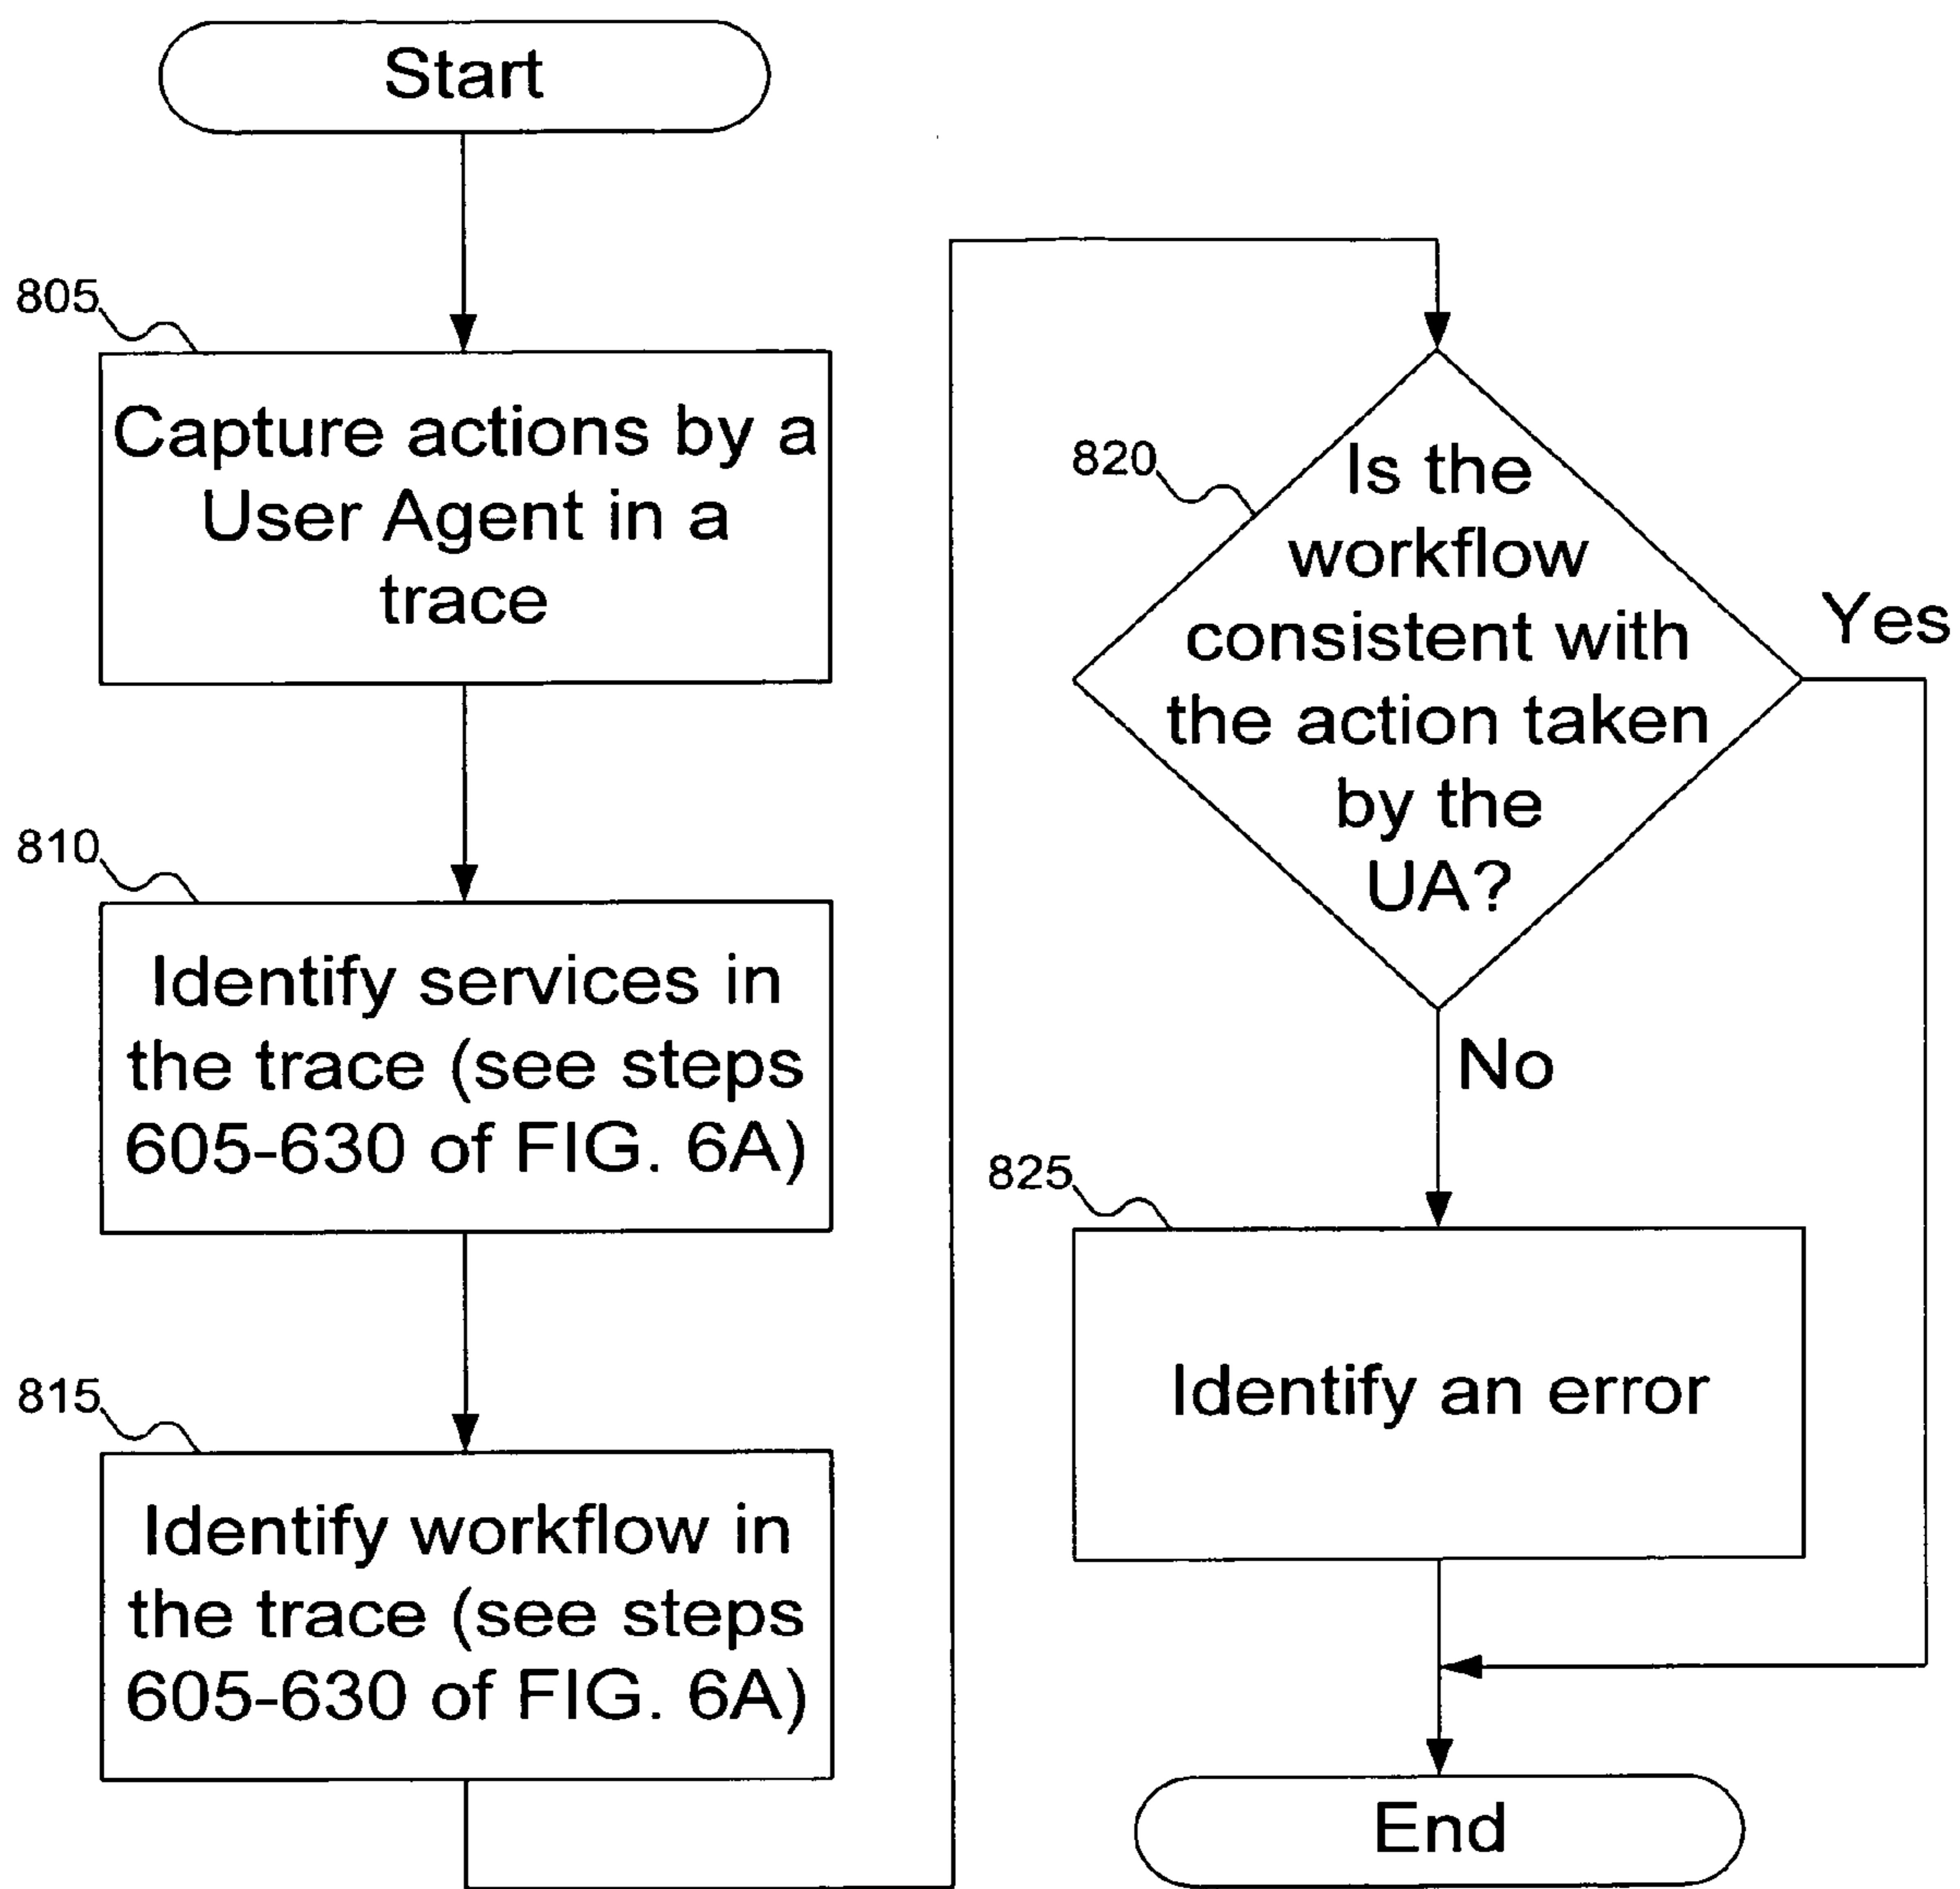 Start
805
Capture actions by a
User Agent in a
trace
810
Identify services in
the trace (see steps
605-630 of FIG. 6A)
815
Identify workflow in
the trace (see steps
605-630 of FIG. 6A)
820
Is the
workflow
consistent with
the action taken
by the
UA?
Yes
No
825
Identify an error
End